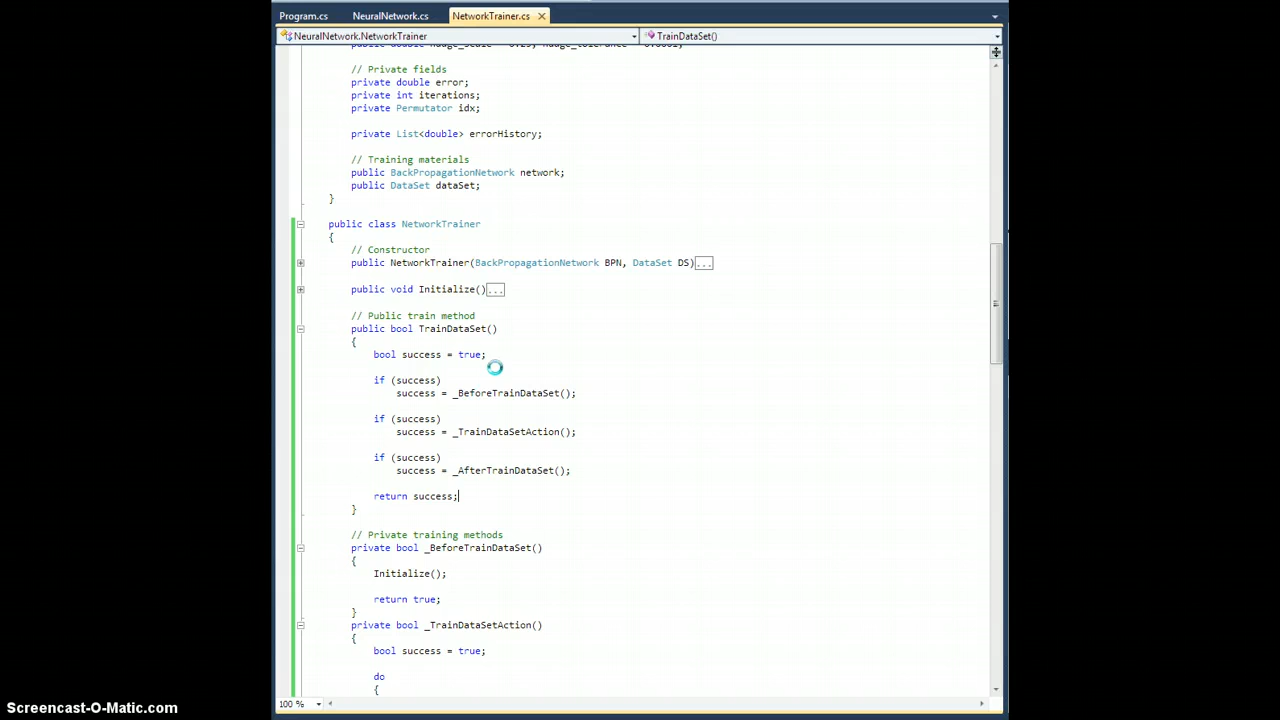 Program.cs NeuralNetwork.cs NetworkTrainer.cs
NeuralNetwork.NetworkTrainer TrainDataSet()
// Private fields
private double error;
private int iterations;
private Permutator idx;
private List<double> errorHistory;
// Training materials
public BackPropagationNetwork network;
public DataSet dataSet;
}
public class NetworkTrainer
{
// Constructor
public NetworkTrainer(BackPropagationNetwork BPN, DataSet DS)...
public void Initialize()...
// Public train method
public bool TrainDataSet()
{
bool success = true;
if (success)
success = _BeforeTrainDataSet();
if (success)
success = _TrainDataSetAction();
if (success)
success = _AfterTrainDataSet();
return success;
}
// Private training methods
private bool _BeforeTrainDataSet()
{
Initialize();
return true;
}
private bool _TrainDataSetAction()
{
bool success = true;
do
{
100 %
Screencast-O-Matic.com